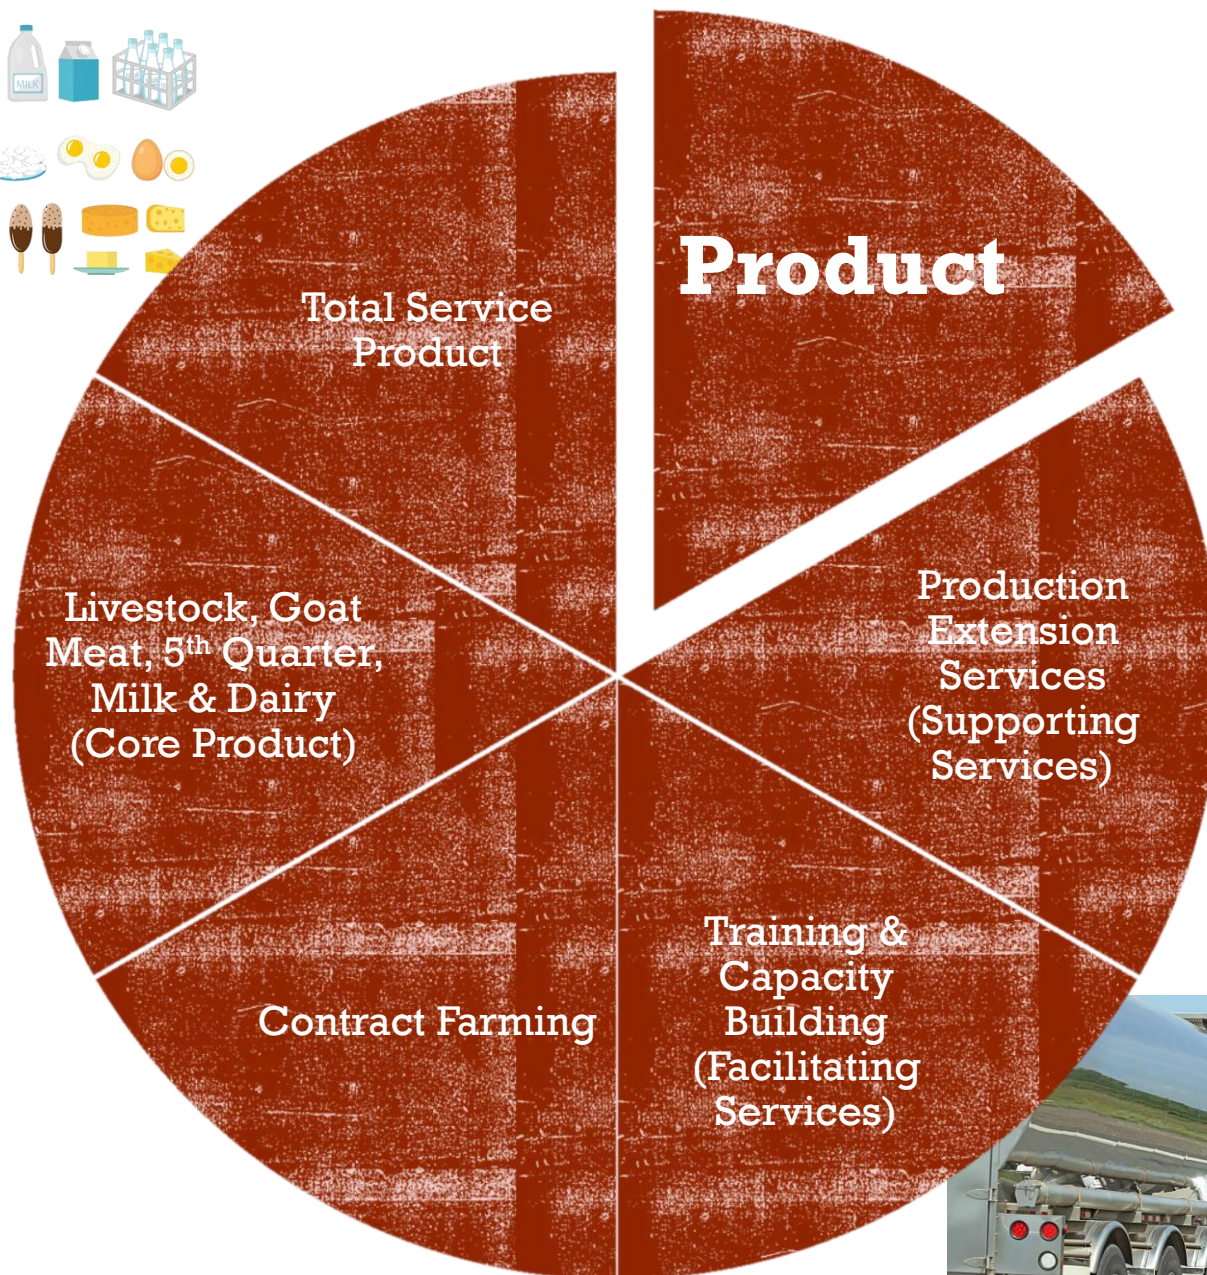 MILK
Product
Total Service
Product
Production
Extension
Services
(Supporting
Services)
Livestock, Goat
Meat, 5th Quarter,
Milk & Dairy
(Core Product)
Training &
Capacity
Building
(Facilitating
Services)
Contract Farming